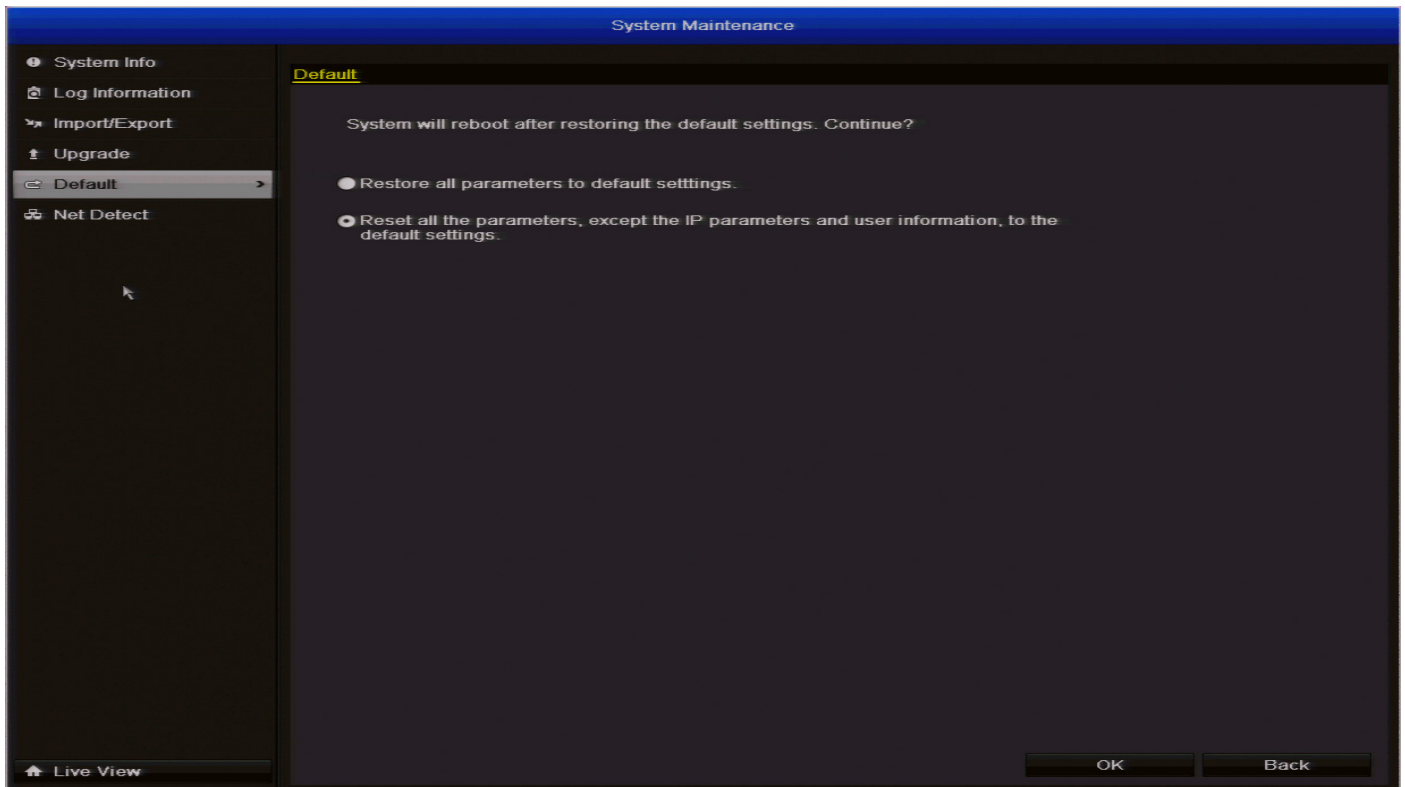 System Maintenance
System Info
Log Information
Import/Export
Upgrade
Default
Net Detect
Live View
Default
System will reboot after restoring the default settings. Continue?
Restore all parameters to default setttings.
Reset all the parameters, except the IP parameters and user information, to the
default settings.
OK
Back